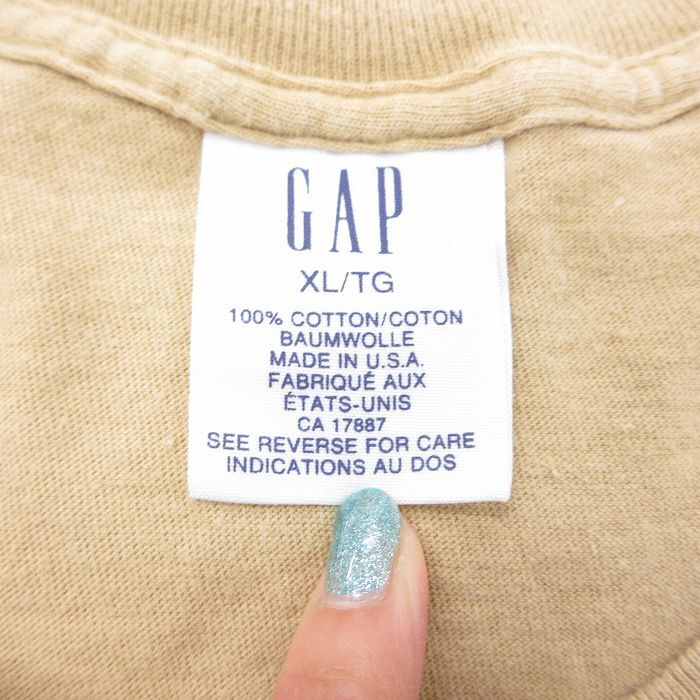 GAP
XL/TG
100% COTTON/COTON
BAUMWOLLE
MADE IN U.S.A.
FABRIQUÉ AUX
ÉTATS-UNIS
CA 17887
SEE REVERSE FOR CARE
INDICATIONS AU DOS